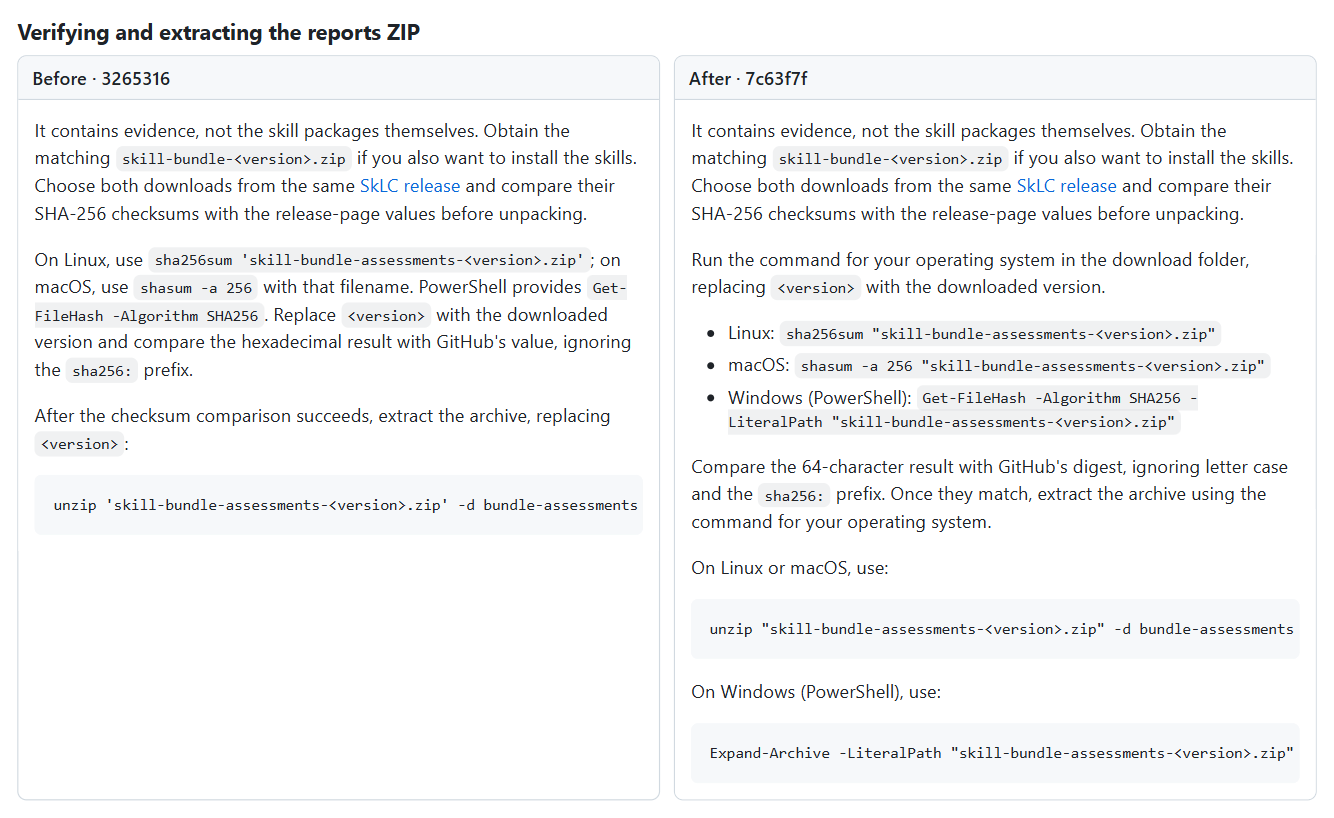 Verifying and extracting the reports ZIP
Before · 3265316
It contains evidence, not the skill packages themselves. Obtain the
matching skill-bundle-<version>.zip if you also want to install the skills.
Choose both downloads from the same SkLC release and compare their
SHA-256 checksums with the release-page values before unpacking.
On Linux, use sha256sum 'skill-bundle-assessments-<version>.zip'; on
macOS, use shasum -a 256 with that filename. PowerShell provides Get-
FileHash -Algorithm SHA256. Replace <version> with the downloaded
version and compare the hexadecimal result with GitHub's value, ignoring
the sha256: prefix.
After the checksum comparison succeeds, extract the archive, replacing
<version>:
unzip 'skill-bundle-assessments-<version>.zip' -d bundle-assessments
After · 7c63f7f
It contains evidence, not the skill packages themselves. Obtain the
matching skill-bundle-<version>.zip if you also want to install the skills.
Choose both downloads from the same SkLC release and compare their
SHA-256 checksums with the release-page values before unpacking.
Run the command for your operating system in the download folder,
replacing <version> with the downloaded version.
• Linux: sha256sum "skill-bundle-assessments-<version>.zip"
• macOS: shasum -a 256 "skill-bundle-assessments-<version>.zip"
• Windows (PowerShell): Get-FileHash -Algorithm SHA256 -
LiteralPath "skill-bundle-assessments-<version>.zip"
Compare the 64-character result with GitHub's digest, ignoring letter case
and the sha256: prefix. Once they match, extract the archive using the
command for your operating system.
On Linux or macOS, use:
unzip "skill-bundle-assessments-<version>.zip" -d bundle-assessments
On Windows (PowerShell), use:
Expand-Archive -LiteralPath "skill-bundle-assessments-<version>.zip"